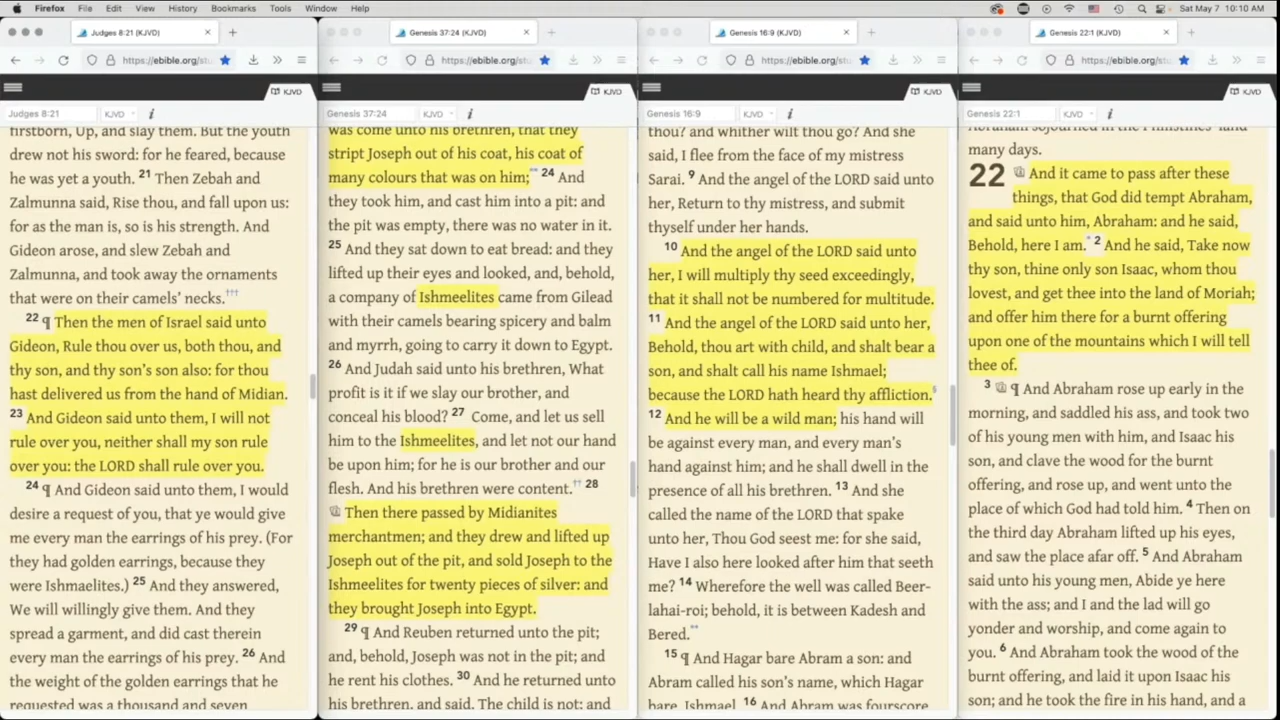 Firefox File Edit View History Bookmarks Tools Window Help Sat May 7 10:10 AM
Judges 8:21 (KJVD)
https://ebible.org/stu
KJVD
Judges 8:21 KJVD i
firstborn, Up, and slay them. But the youth
drew not his sword: for he feared, because
he was yet a youth. 21 Then Zebah and
Zalmunna said, Rise thou, and fall upon us:
for as the man is, so is his strength. And
Gideon arose, and slew Zebah and
Zalmunna, and took away the ornaments
that were on their camels’ necks.†††
22 ¶ Then the men of Israel said unto
Gideon, Rule thou over us, both thou, and
thy son, and thy son’s son also: for thou
hast delivered us from the hand of Midian.
23 And Gideon said unto them, I will not
rule over you, neither shall my son rule
over you: the LORD shall rule over you.
24 ¶ And Gideon said unto them, I would
desire a request of you, that ye would give
me every man the earrings of his prey. (For
they had golden earrings, because they
were Ishmaelites.) 25 And they answered,
We will willingly give them. And they
spread a garment, and did cast therein
every man the earrings of his prey. 26 And
the weight of the golden earrings that he
requested was a thousand and seven
Genesis 37:24 (KJVD)
https://ebible.org/stu
KJVD
Genesis 37:24 KJVD i
was come unto his brethren, that they
stript Joseph out of his coat, his coat of
many colours that was on him; 24 And
they took him, and cast him into a pit: and
the pit was empty, there was no water in it.
25 And they sat down to eat bread: and they
lifted up their eyes and looked, and, behold,
a company of Ishmeelites came from Gilead
with their camels bearing spicery and balm
and myrrh, going to carry it down to Egypt.
26 And Judah said unto his brethren, What
profit is it if we slay our brother, and
conceal his blood? 27 Come, and let us sell
him to the Ishmeelites, and let not our hand
be upon him; for he is our brother and our
flesh. And his brethren were content.†† 28
Then there passed by Midianites
merchantmen; and they drew and lifted up
Joseph out of the pit, and sold Joseph to the
Ishmeelites for twenty pieces of silver: and
they brought Joseph into Egypt.
29 ¶ And Reuben returned unto the pit;
and, behold, Joseph was not in the pit; and
he rent his clothes. 30 And he returned unto
his brethren, and said, The child is not; and
Genesis 16:9 (KJVD)
https://ebible.org/stu
KJVD
Genesis 16:9 KJVD i
thou? and whither wilt thou go? And she
said, I flee from the face of my mistress
Sarai. 9 And the angel of the LORD said unto
her, Return to thy mistress, and submit
thyself under her hands.
10 And the angel of the LORD said unto
her, I will multiply thy seed exceedingly,
that it shall not be numbered for multitude.
11 And the angel of the LORD said unto her,
Behold, thou art with child, and shalt bear a
son, and shalt call his name Ishmael;
because the LORD hath heard thy affliction.§
12 And he will be a wild man; his hand will
be against every man, and every man’s
hand against him; and he shall dwell in the
presence of all his brethren. 13 And she
called the name of the LORD that spake
unto her, Thou God seest me: for she said,
Have I also here looked after him that seeth
me? 14 Wherefore the well was called Beer-
lahai-roi; behold, it is between Kadesh and
Bered.**
15 ¶ And Hagar bare Abram a son: and
Abram called his son’s name, which Hagar
bare, Ishmael. 16 And Abram was fourscore
Genesis 22:1 (KJVD)
https://ebible.org/stu
KJVD
Genesis 22:1 KJVD i
Abraham sojourned in the Philistines’ land
many days.
22 And it came to pass after these
things, that God did tempt Abraham,
and said unto him, Abraham: and he said,
Behold, here I am.* 2 And he said, Take now
thy son, thine only son Isaac, whom thou
lovest, and get thee into the land of Moriah;
and offer him there for a burnt offering
upon one of the mountains which I will tell
thee of.
3 ¶ And Abraham rose up early in the
morning, and saddled his ass, and took two
of his young men with him, and Isaac his
son, and clave the wood for the burnt
offering, and rose up, and went unto the
place of which God had told him. 4 Then on
the third day Abraham lifted up his eyes,
and saw the place afar off. 5 And Abraham
said unto his young men, Abide ye here
with the ass; and I and the lad will go
yonder and worship, and come again to
you. 6 And Abraham took the wood of the
burnt offering, and laid it upon Isaac his
son; and he took the fire in his hand, and a